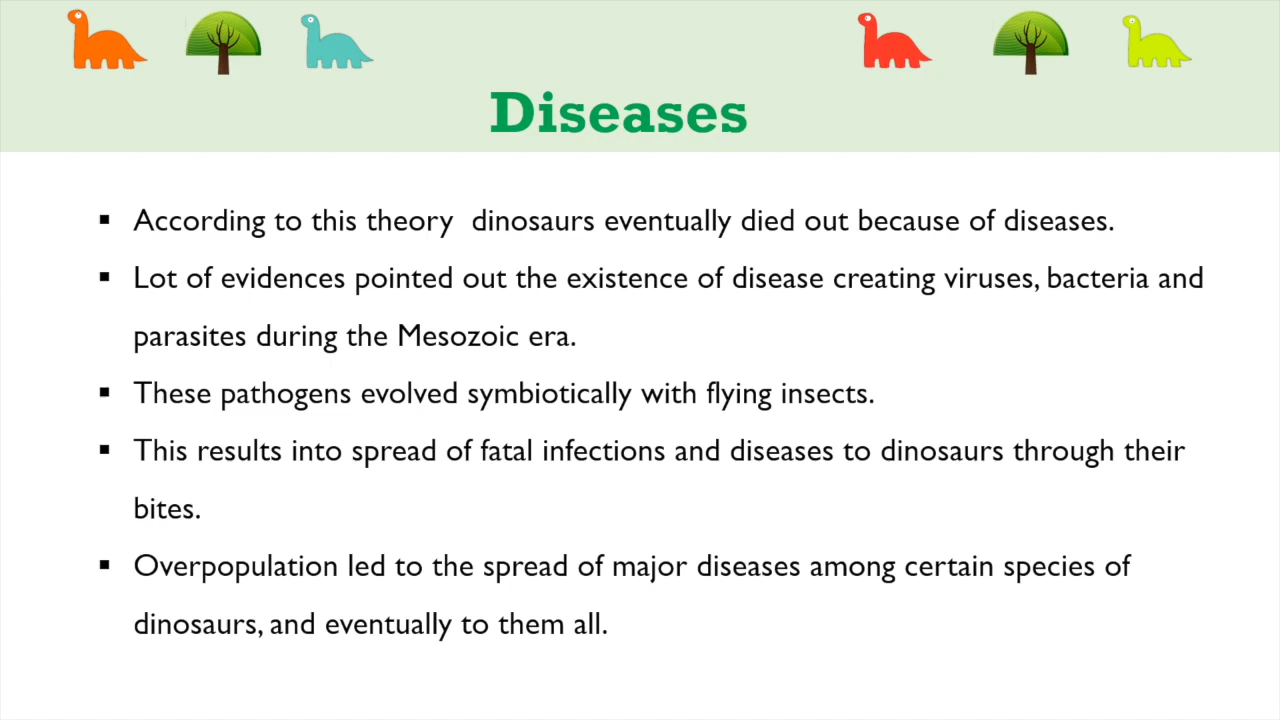 Diseases
▪ According to this theory  dinosaurs eventually died out because of diseases.
▪ Lot of evidences pointed out the existence of disease creating viruses, bacteria and
parasites during the Mesozoic era.
▪ These pathogens evolved symbiotically with flying insects.
▪ This results into spread of fatal infections and diseases to dinosaurs through their
bites.
▪ Overpopulation led to the spread of major diseases among certain species of
dinosaurs, and eventually to them all.